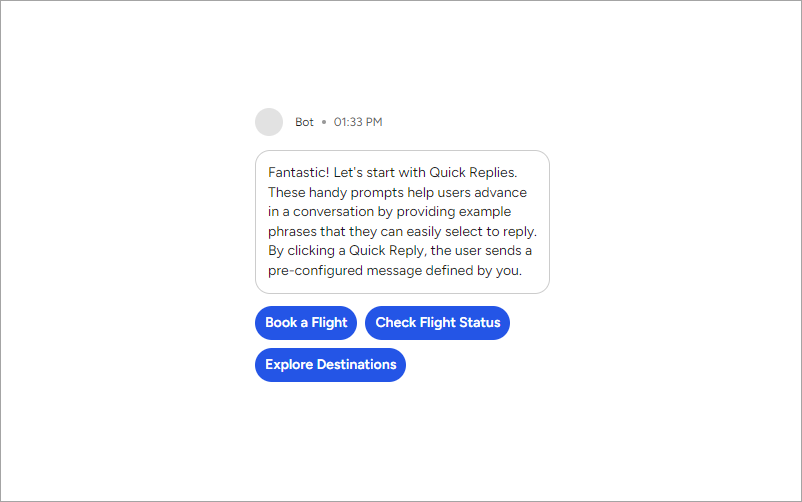 Bot • 01:33 PM
Fantastic! Let's start with Quick Replies.
These handy prompts help users advance
in a conversation by providing example
phrases that they can easily select to reply.
By clicking a Quick Reply, the user sends a
pre-configured message defined by you.
Book a Flight Check Flight Status
Explore Destinations